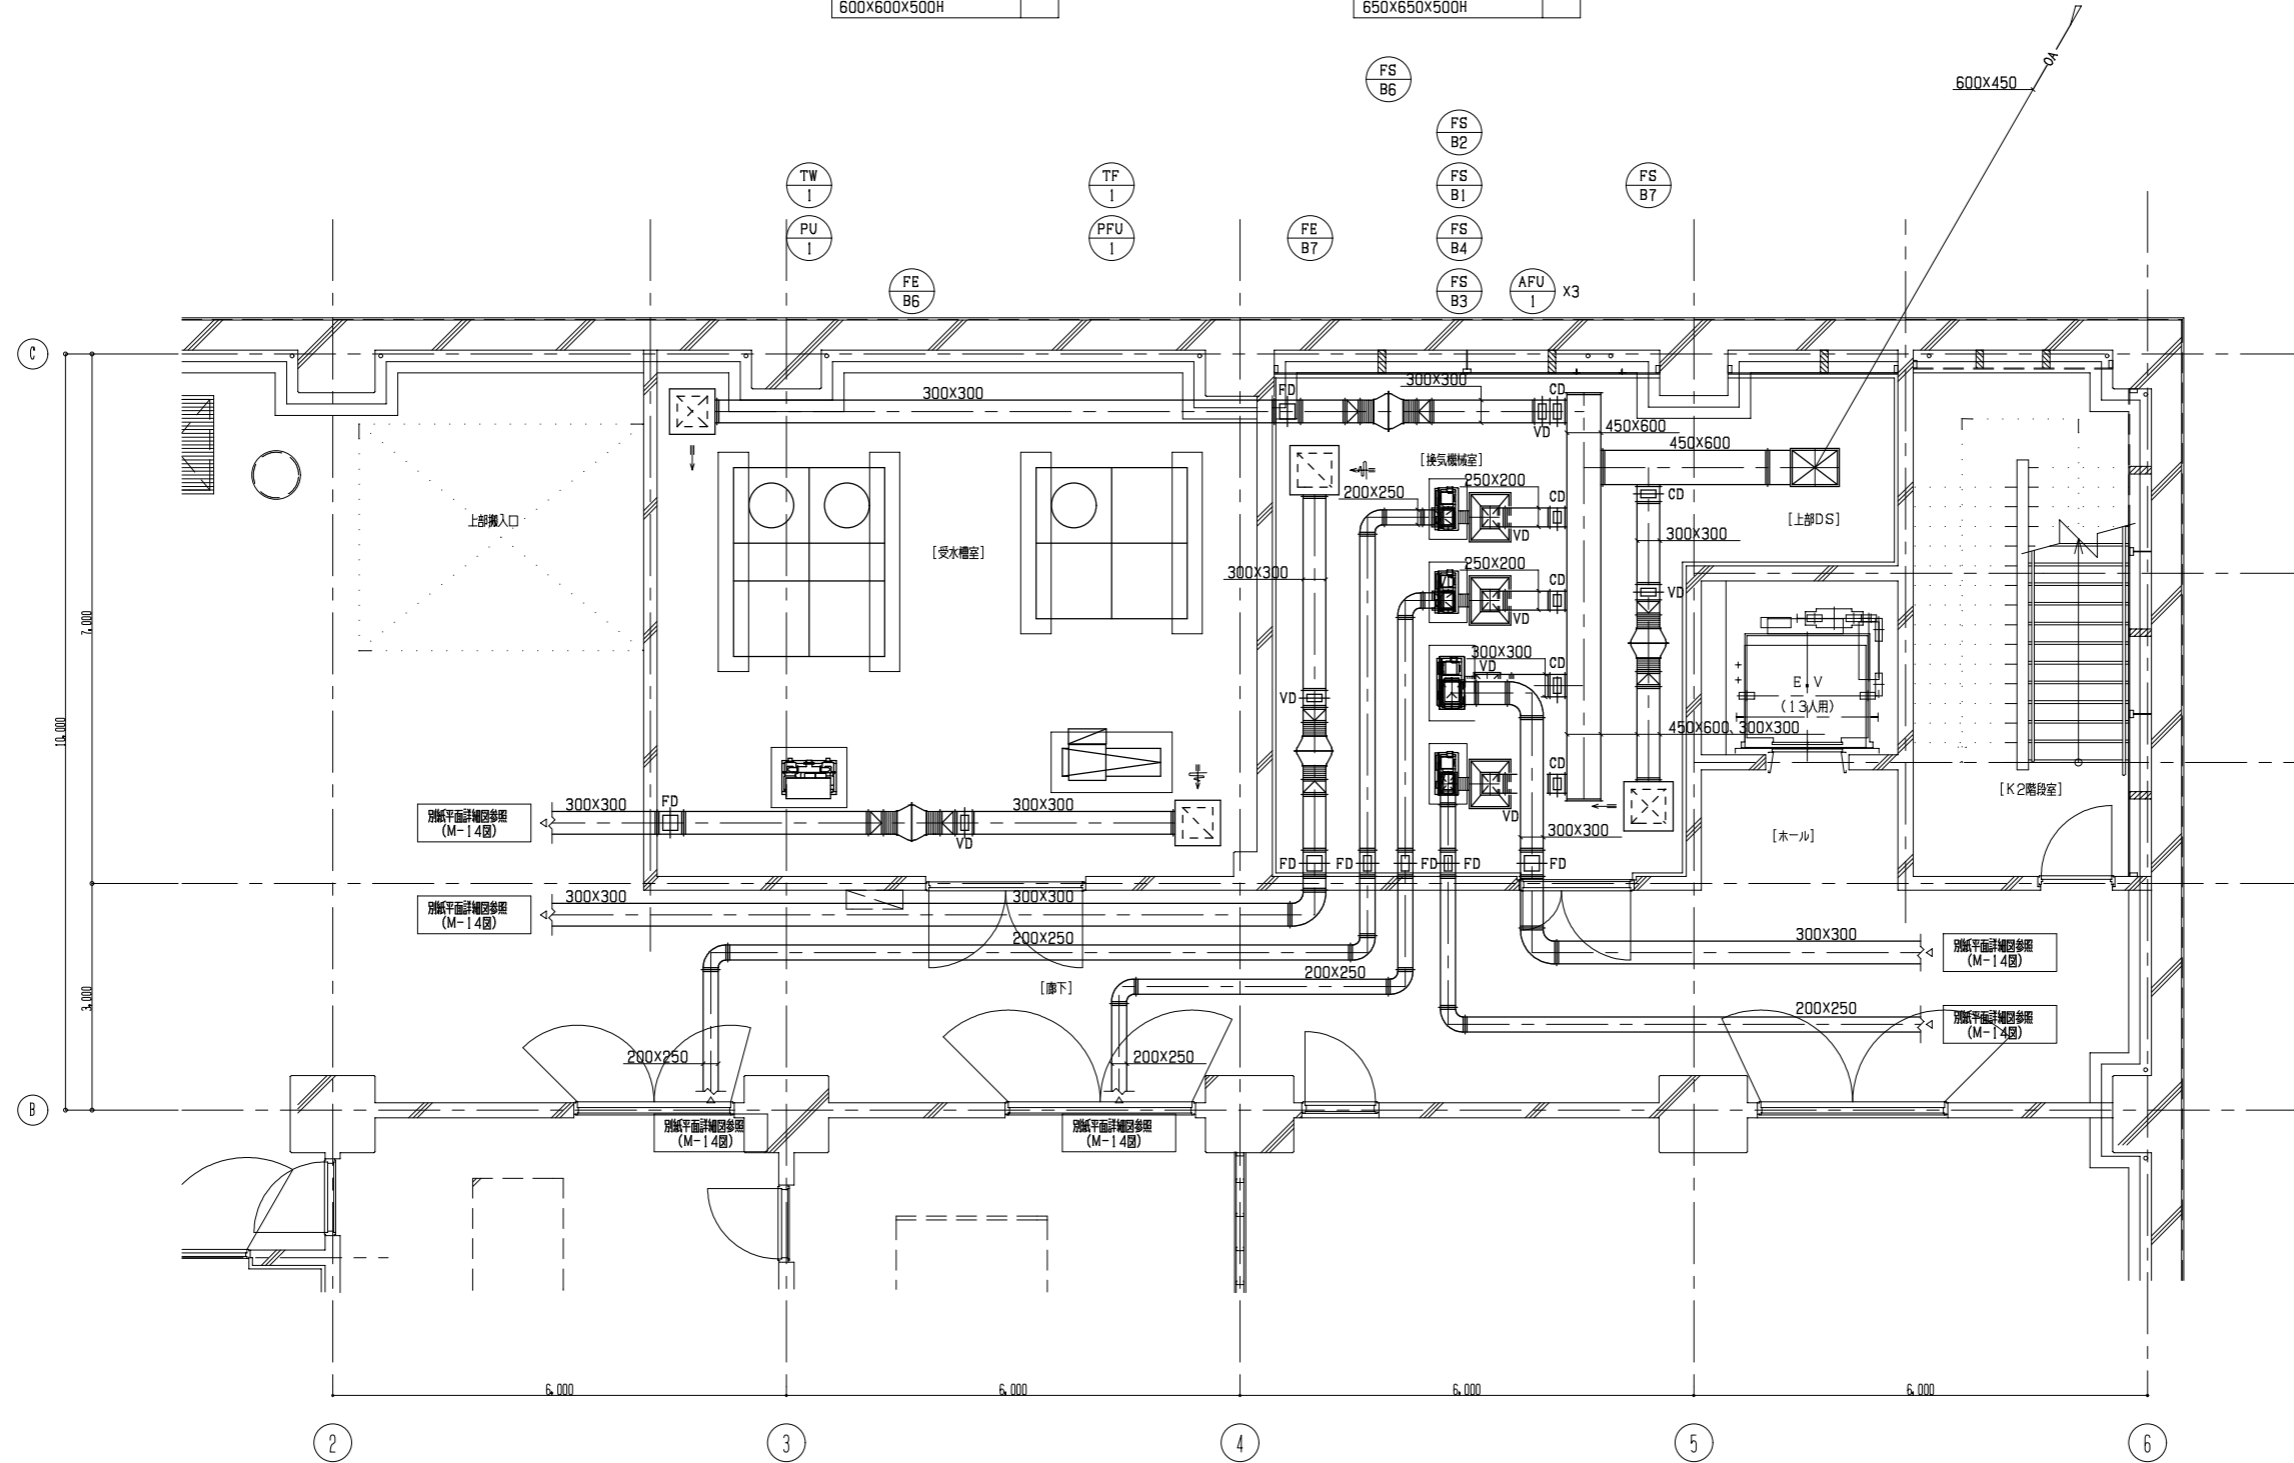 600X600X500H
650X650X500H
FS
B6
OA
600X450
FS
B2
TW
1
TF
1
FS
B1
FS
B7
PU
1
PFU
1
FE
B7
FS
B4
FE
B6
FS
B3
AFU
1
X3
C
300X300
FD
300X300
CD
VD
450X600
450X600
[換気機械室]
250X200
200X250
CD
CD
上部搬入口
[受水槽室]
VD
[上部DS]
300X300
250X200
300X300
CD
VD
VD
7,000
300X300
VD
CD
E.V
(13人用)
VD
10,000
450X600、300X300
CD
[K2階段室]
別紙平面詳細図参照
(M-14図)
300X300
FD
300X300
VD
VD
300X300
[ホール]
FD
FD
FD
FD
FD
別紙平面詳細図参照
(M-14図)
300X300
300X300
200X250
300X300
別紙平面詳細図参照
(M-14図)
200X250
[廊下]
3,000
200X250
別紙平面詳細図参照
(M-14図)
200X250
200X250
B
別紙平面詳細図参照
(M-14図)
別紙平面詳細図参照
(M-14図)
6,000
6,000
6,000
6,000
2
3
4
5
6